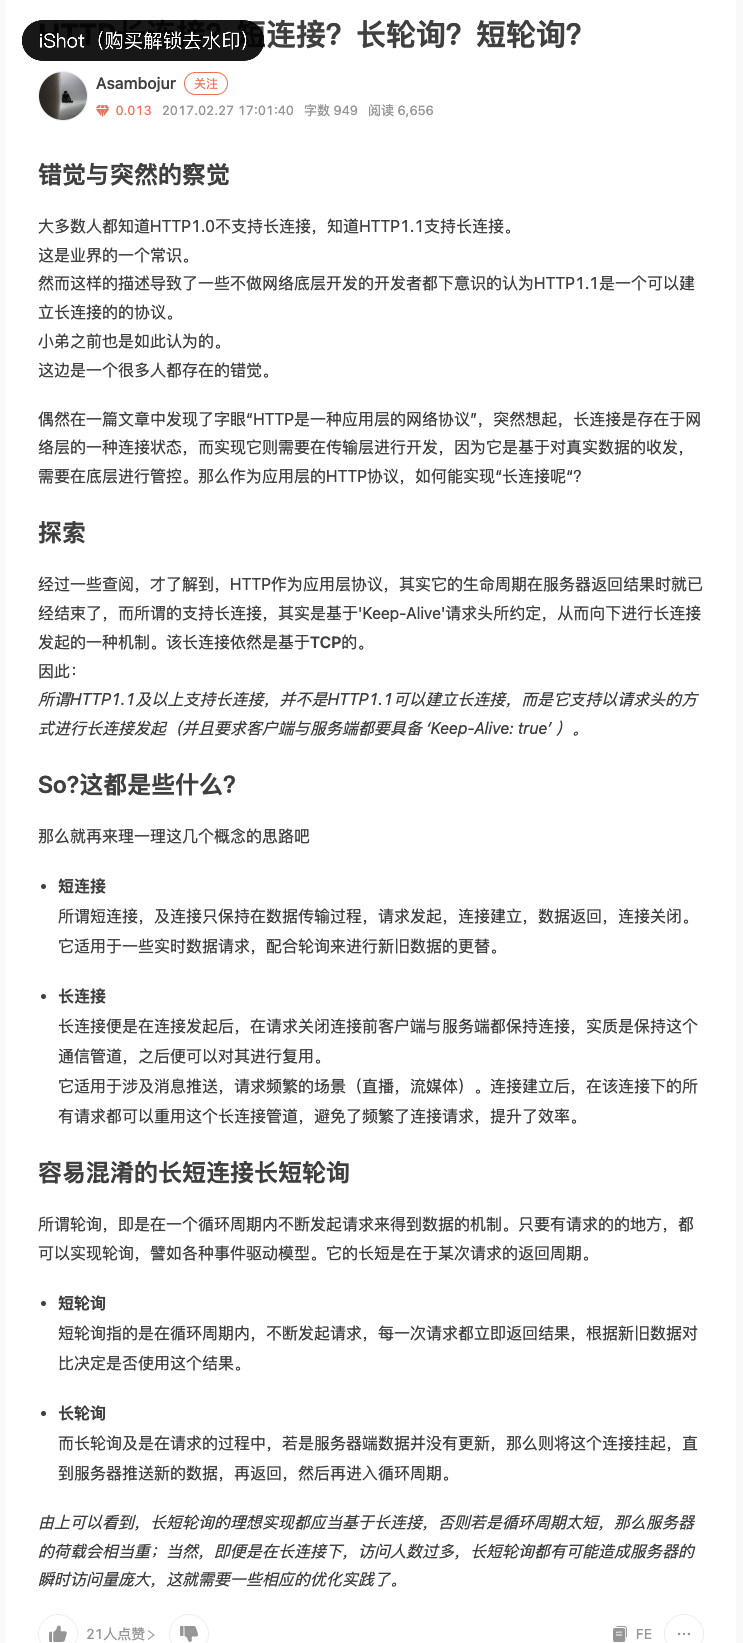 iShot（购买解锁去水印）
连接？长轮询？短轮询？
Asambojur 关注
0.013 2017.02.27 17:01:40 字数 949 阅读 6,656
错觉与突然的察觉
大多数人都知道HTTP1.0不支持长连接，知道HTTP1.1支持长连接。
这是业界的一个常识。
然而这样的描述导致了一些不做网络底层开发的开发者都下意识的认为HTTP1.1是一个可以建
立长连接的的协议。
小弟之前也是如此认为的。
这边是一个很多人都存在的错觉。
偶然在一篇文章中发现了字眼“HTTP是一种应用层的网络协议”，突然想起，长连接是存在于网
络层的一种连接状态，而实现它则需要在传输层进行开发，因为它是基于对真实数据的收发，
需要在底层进行管控。那么作为应用层的HTTP协议，如何能实现“长连接呢“?
探索
经过一些查阅，才了解到，HTTP作为应用层协议，其实它的生命周期在服务器返回结果时就已
经结束了，而所谓的支持长连接，其实是基于'Keep-Alive'请求头所约定，从而向下进行长连接
发起的一种机制。该长连接依然是基于TCP的。
因此：
所谓HTTP1.1及以上支持长连接，并不是HTTP1.1可以建立长连接，而是它支持以请求头的方
式进行长连接发起（并且要求客户端与服务端都要具备 ‘Keep-Alive: true’ ）。
So?这都是些什么?
那么就再来理一理这几个概念的思路吧
• 短连接
所谓短连接，及连接只保持在数据传输过程，请求发起，连接建立，数据返回，连接关闭。
它适用于一些实时数据请求，配合轮询来进行新旧数据的更替。
• 长连接
长连接便是在连接发起后，在请求关闭连接前客户端与服务端都保持连接，实质是保持这个
通信管道，之后便可以对其进行复用。
它适用于涉及消息推送，请求频繁的场景（直播，流媒体）。连接建立后，在该连接下的所
有请求都可以重用这个长连接管道，避免了频繁了连接请求，提升了效率。
容易混淆的长短连接长短轮询
所谓轮询，即是在一个循环周期内不断发起请求来得到数据的机制。只要有请求的的地方，都
可以实现轮询，譬如各种事件驱动模型。它的长短是在于某次请求的返回周期。
• 短轮询
短轮询指的是在循环周期内，不断发起请求，每一次请求都立即返回结果，根据新旧数据对
比决定是否使用这个结果。
• 长轮询
而长轮询及是在请求的过程中，若是服务器端数据并没有更新，那么则将这个连接挂起，直
到服务器推送新的数据，再返回，然后再进入循环周期。
由上可以看到，长短轮询的理想实现都应当基于长连接，否则若是循环周期太短，那么服务器
的荷载会相当重；当然，即便是在长连接下，访问人数过多，长短轮询都有可能造成服务器的
瞬时访问量庞大，这就需要一些相应的优化实践了。
21人点赞 > FE ···